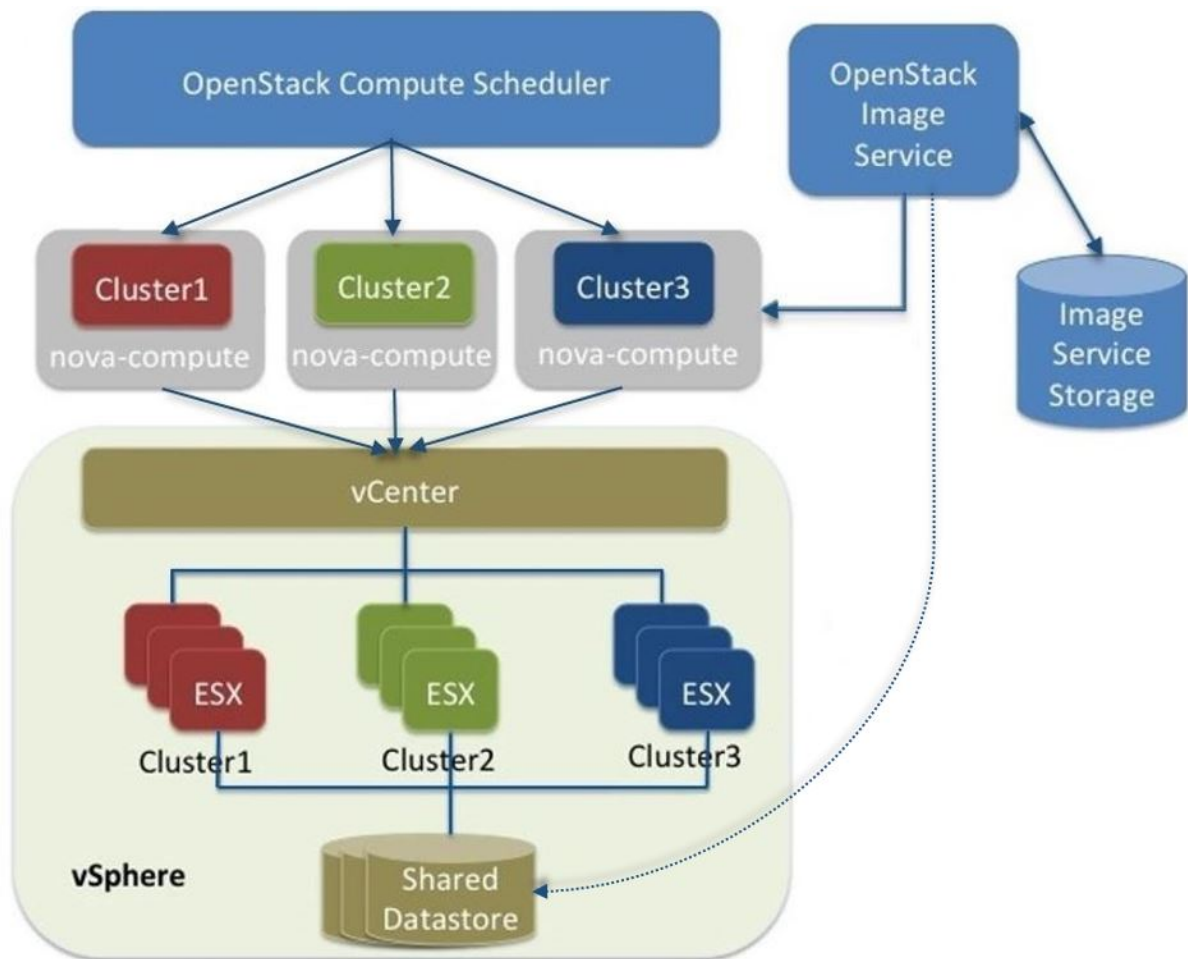 OpenStack Compute Scheduler
OpenStack
Image
Service
Cluster1
Cluster2
Cluster3
nova-compute
nova-compute
nova-compute
Image
Service
Storage
vCenter
ESX
ESX
ESX
Cluster1
Cluster2
Cluster3
vSphere
Shared
Datastore